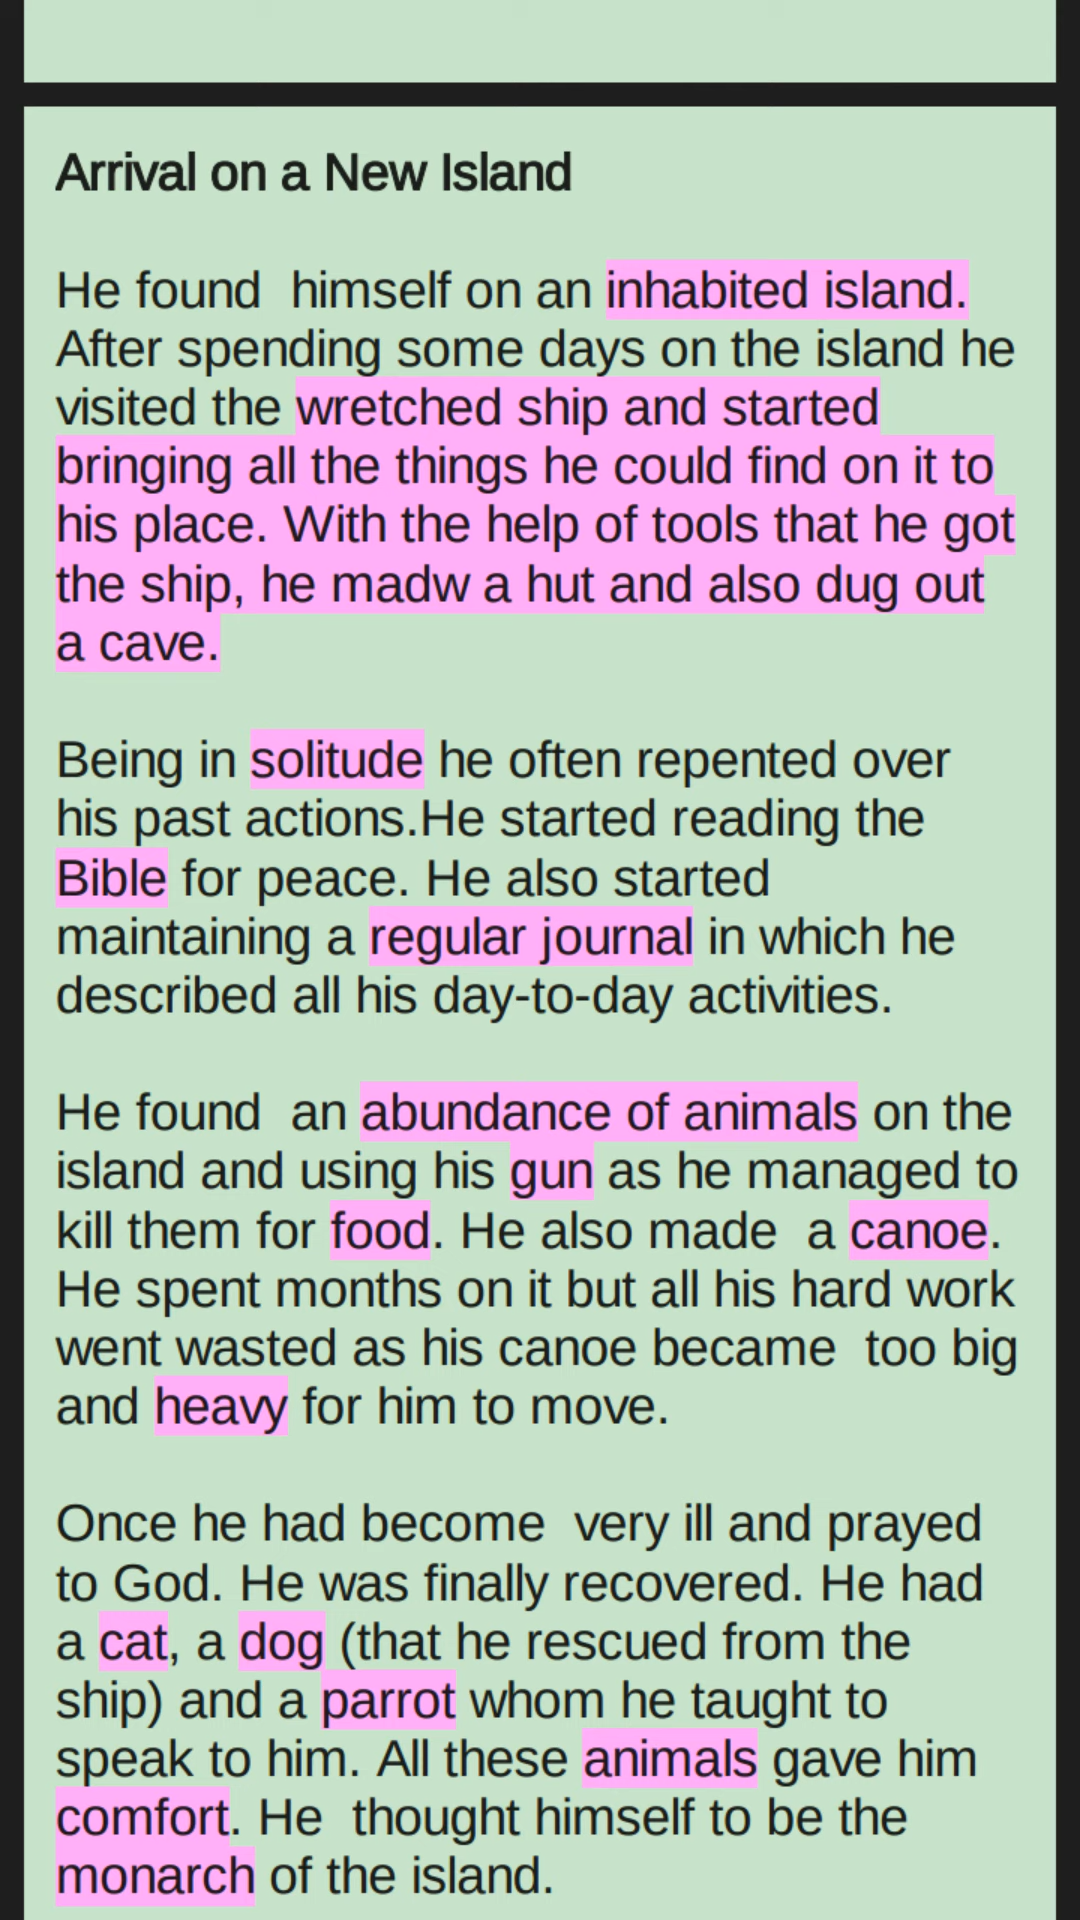 Arrival on a New Island
He found  himself on an inhabited island.
After spending some days on the island he
visited the wretched ship and started
bringing all the things he could find on it to
his place. With the help of tools that he got
the ship, he madw a hut and also dug out
a cave.
Being in solitude he often repented over
his past actions.He started reading the
Bible for peace. He also started
maintaining a regular journal in which he
described all his day-to-day activities.
He found  an abundance of animals on the
island and using his gun as he managed to
kill them for food. He also made  a canoe.
He spent months on it but all his hard work
went wasted as his canoe became  too big
and heavy for him to move.
Once he had become  very ill and prayed
to God. He was finally recovered. He had
a cat, a dog (that he rescued from the
ship) and a parrot whom he taught to
speak to him. All these animals gave him
comfort. He  thought himself to be the
monarch of the island.